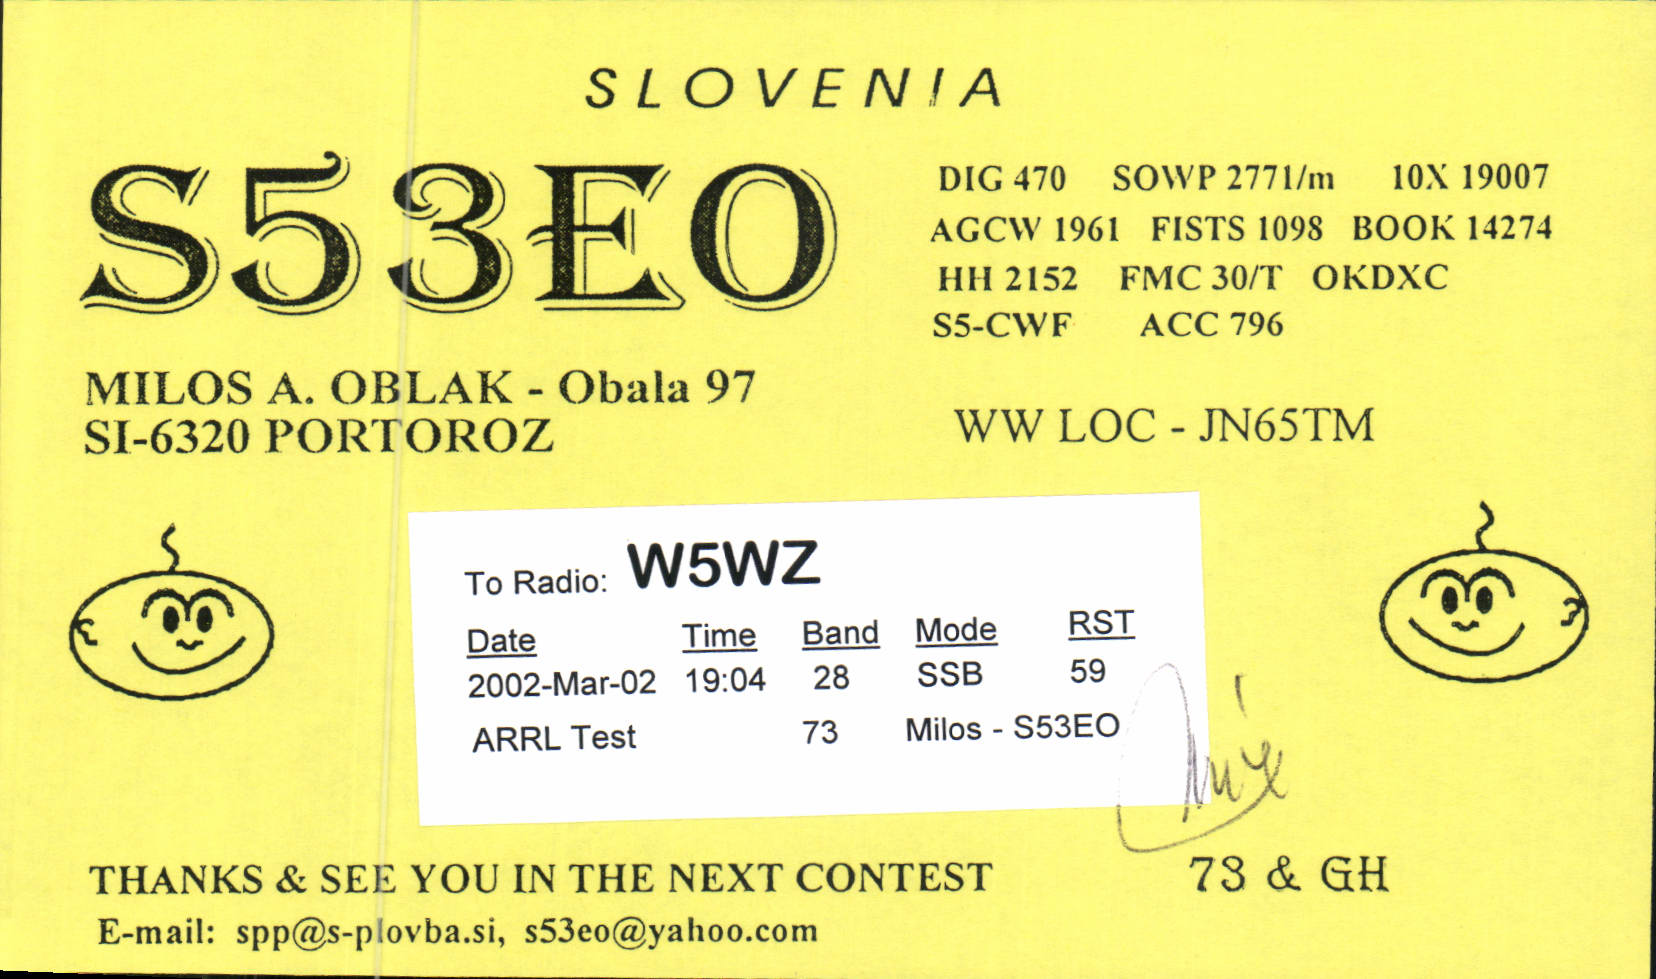 SLOVENIA
S53EO
DIG 470 SOWP 2771/m 10X 19007
AGCW 1961 FISTS 1098 BOOK 14274
HH 2152 FMC 30/T OKDXC
S5-CWF ACC 796
MILOS A. OBLAK - Obala 97
SI-6320 PORTOROZ
WW LOC - JN65TM
To Radio: W5WZ
Date Time Band Mode RST
2002-Mar-02 19:04 28 SSB 59
ARRL Test 73 Milos - S53EO
THANKS & SEE YOU IN THE NEXT CONTEST
73 & GH
E-mail: spp@s-plovba.si, s53eo@yahoo.com